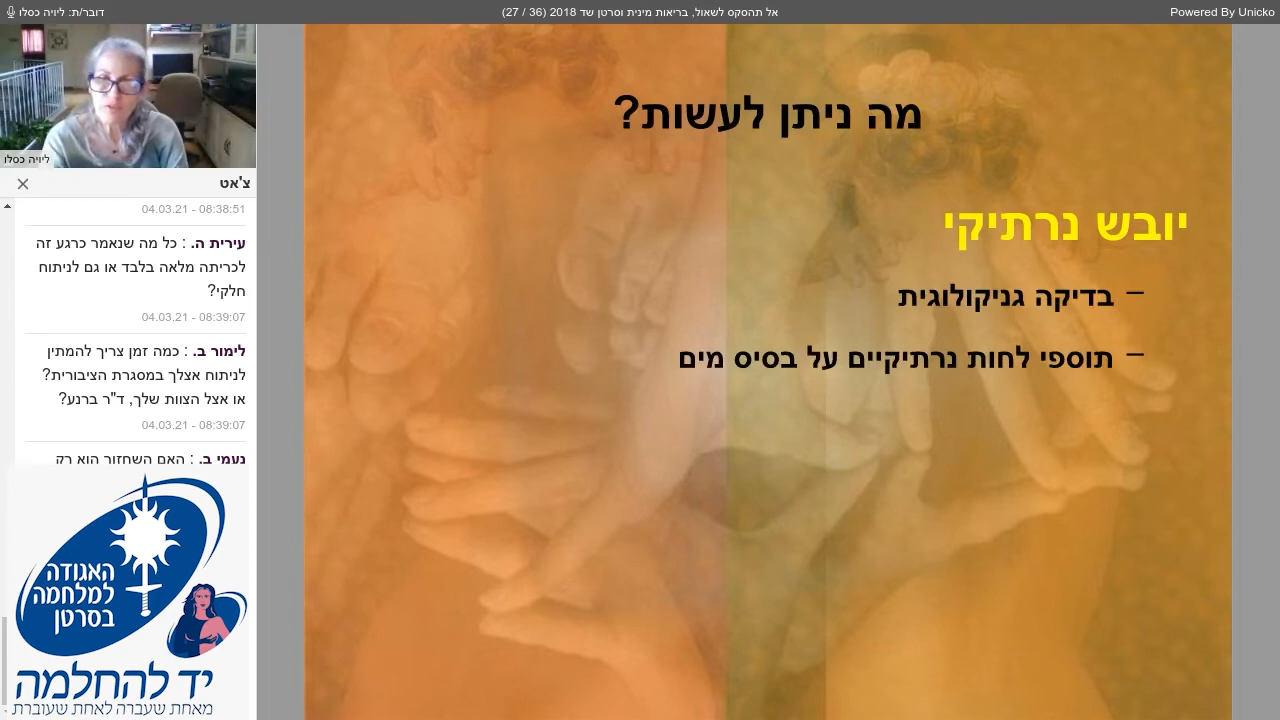 דובר/ת: ליויה כסלו
אל תהססו לשאול, בריאות מינית וסרטן שד 2018 (36 / 27)
Powered By Unicko
ליויה כסלו
צ'אט
04.03.21 - 08:38:51
עירית ה. : כל מה שנאמר כרגע זה
לכריתה מלאה בלבד או גם לניתוח
חלקי?
04.03.21 - 08:39:07
לימור ב. : כמה זמן צריך להמתין
לניתוח אצלך במסגרת הציבורית?
או אצל הצוות שלך, ד"ר ברנע?
04.03.21 - 08:39:07
נעמי ב. : האם השחזור הוא רק
האגודה
למלחמה
בסרטן
יד להחלמה
מאחת שעברה לאחת שעוברת
מה ניתן לעשות?
יובש נרתיקי
– בדיקה גניקולוגית
– תוספי לחות נרתיקיים על בסיס מים